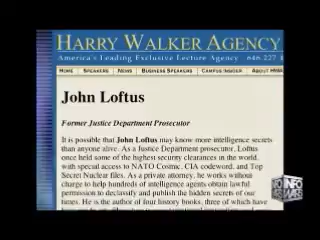 HARRY WALKER AGENCY
America's Leading Exclusive Lecture Agency 646.227.
HOME SPEAKERS NEWS BUSINESS SPEAKERS CAMPUS INSIDER ABOUT
John Loftus
Former Justice Department Prosecutor
It is possible that John Loftus may know more intelligence secrets
than anyone alive. As a Justice Department prosecutor, Loftus
once held some of the highest security clearances in the world,
with special access to NATO Cosmic, CIA codeword, and Top
Secret Nuclear files. As a private attorney, he works without
charge to help hundreds of intelligence agents obtain lawful
permission to declassify and publish the hidden secrets of our
times. He is the author of four history books, three of which have
INFO
WARS